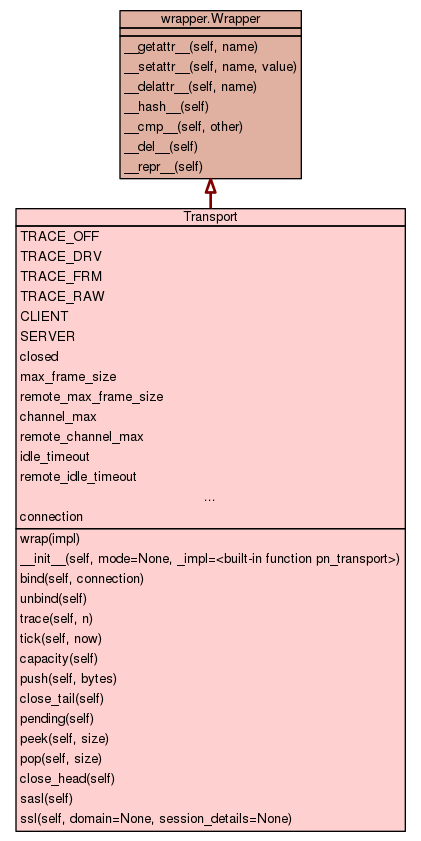 wrapper.Wrapper
__getattr__(self, name)
__setattr__(self, name, value)
__delattr__(self, name)
__hash__(self)
__cmp__(self, other)
__del__(self)
__repr__(self)
Transport
TRACE_OFF
TRACE_DRV
TRACE_FRM
TRACE_RAW
CLIENT
SERVER
closed
max_frame_size
remote_max_frame_size
channel_max
remote_channel_max
idle_timeout
remote_idle_timeout
...
connection
wrap(impl)
__init__(self, mode=None, _impl=<built-in function pn_transport>)
bind(self, connection)
unbind(self)
trace(self, n)
tick(self, now)
capacity(self)
push(self, bytes)
close_tail(self)
pending(self)
peek(self, size)
pop(self, size)
close_head(self)
sasl(self)
ssl(self, domain=None, session_details=None)